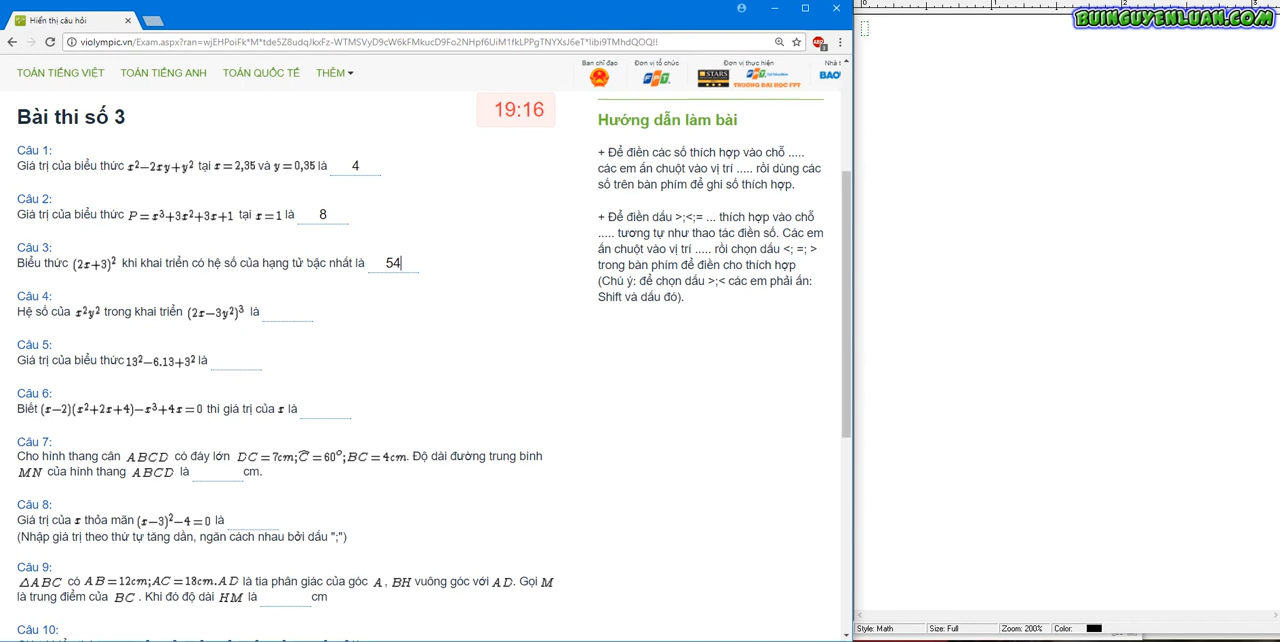 Hiển thị câu hỏi
BUINGUYENLUAN.COM
violympic.vn/Exam.aspx?ran=wjEHPoiFk*M*tde5Z8udqJkxFz-WTMSVyD9cW6kFMkucD9Fo2NHpf6UiM1fkLPPgTNYXsJ6eT*Iibi9TMhdQOQ!!
TOÁN TIẾNG VIỆT TOÁN TIẾNG ANH TOÁN QUỐC TẾ THÊM
Ban chỉ đạo Đơn vị tổ chức Đơn vị thực hiện Nhà t
FPT. STARS FPT. BAO
TRƯỜNG ĐẠI HỌC FPT
Bài thi số 3
19:16
Câu 1:
Giá trị của biểu thức x²−2xy+y² tại x=2,35 và y=0,35 là 4
Câu 2:
Giá trị của biểu thức P=x³+3x²+3x+1 tại x=1 là 8
Câu 3:
Biểu thức (2x+3)² khi khai triển có hệ số của hạng tử bậc nhất là 54
Câu 4:
Hệ số của x²y² trong khai triển (2x−3y²)³ là
Câu 5:
Giá trị của biểu thức 13²−6.13+3² là
Câu 6:
Biết (x−2)(x²+2x+4)−x³+4x=0 thì giá trị của x là
Câu 7:
Cho hình thang cân ABCD có đáy lớn DC=7cm;Ĉ=60°;BC=4cm. Độ dài đường trung bình
MN của hình thang ABCD là cm.
Câu 8:
Giá trị của x thỏa mãn (x−3)²−4=0 là
(Nhập giá trị theo thứ tự tăng dần, ngăn cách nhau bởi dấu ";")
Câu 9:
△ABC có AB=12cm;AC=18cm.AD là tia phân giác của góc A, BH vuông góc với AD. Gọi M
là trung điểm của BC. Khi đó độ dài HM là cm
Câu 10:
Hướng dẫn làm bài
+ Để điền các số thích hợp vào chỗ .....
các em ấn chuột vào vị trí ..... rồi dùng các
số trên bàn phím để ghi số thích hợp.
+ Để điền dấu >;<;= ... thích hợp vào chỗ
..... tương tự như thao tác điền số. Các em
ấn chuột vào vị trí ..... rồi chọn dấu <; =; >
trong bàn phím để điền cho thích hợp
(Chú ý: để chọn dấu >;< các em phải ấn:
Shift và dấu đó).
1 2 3
Style: Math Size: Full Zoom: 200% Color: